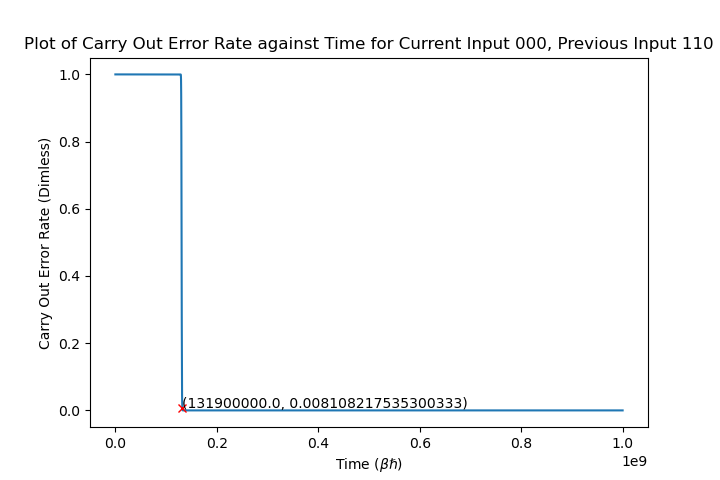 Plot of Carry Out Error Rate against Time for Current Input 000, Previous Input 110
1.0
0.8
0.6
0.4
0.2
0.0
Carry Out Error Rate (Dimless)
(131900000.0, 0.008108217535300333)
0.0 0.2 0.4 0.6 0.8 1.0
1e9
Time (βħ)